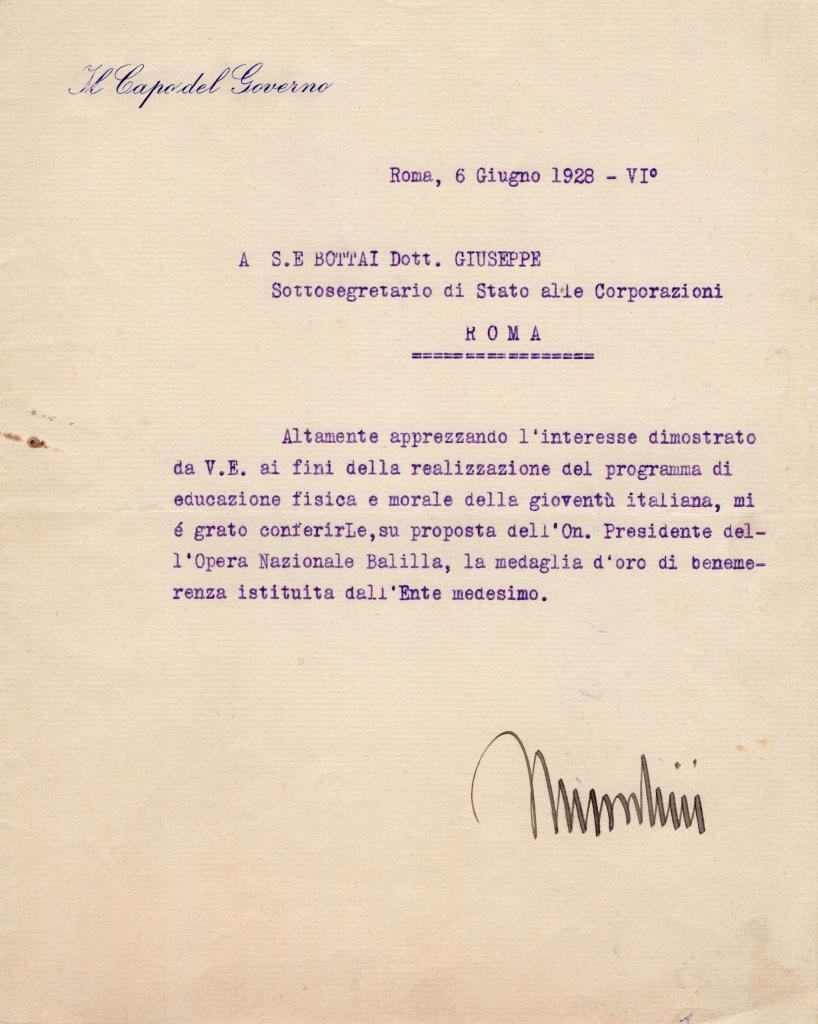 Il Capo del Governo
Roma, 6 Giugno 1928 - VI°
A S.E BOTTAI Dott. GIUSEPPE
Sottosegretario di Stato alle Corporazioni
R O M A
=================
Altamente apprezzando l'interesse dimostrato
da V.E. ai fini della realizzazione del programma di
educazione fisica e morale della gioventù italiana, mi
é grato conferirLe,su proposta dell'On. Presidente del-
l'Opera Nazionale Balilla, la medaglia d'oro di beneme-
renza istituita dall'Ente medesimo.
Mussolini